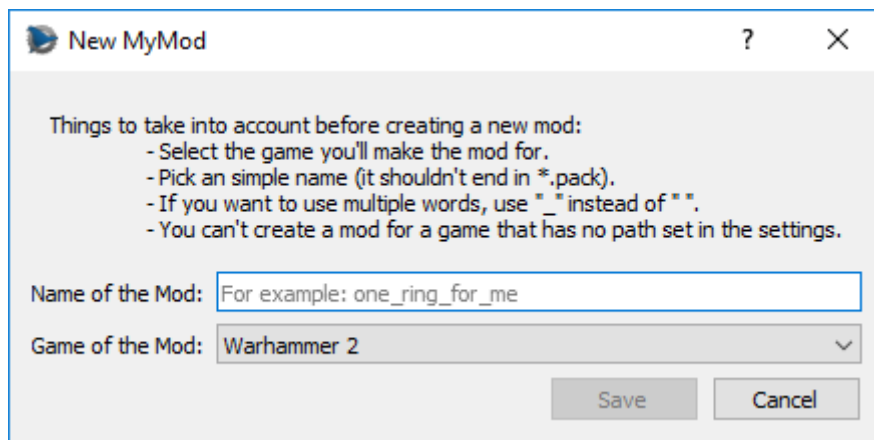 New MyMod
?
Things to take into account before creating a new mod:
- Select the game you'll make the mod for.
- Pick an simple name (it shouldn't end in *.pack).
- If you want to use multiple words, use "_" instead of " ".
- You can't create a mod for a game that has no path set in the settings.
Name of the Mod: For example: one_ring_for_me
Game of the Mod: Warhammer 2
Save Cancel